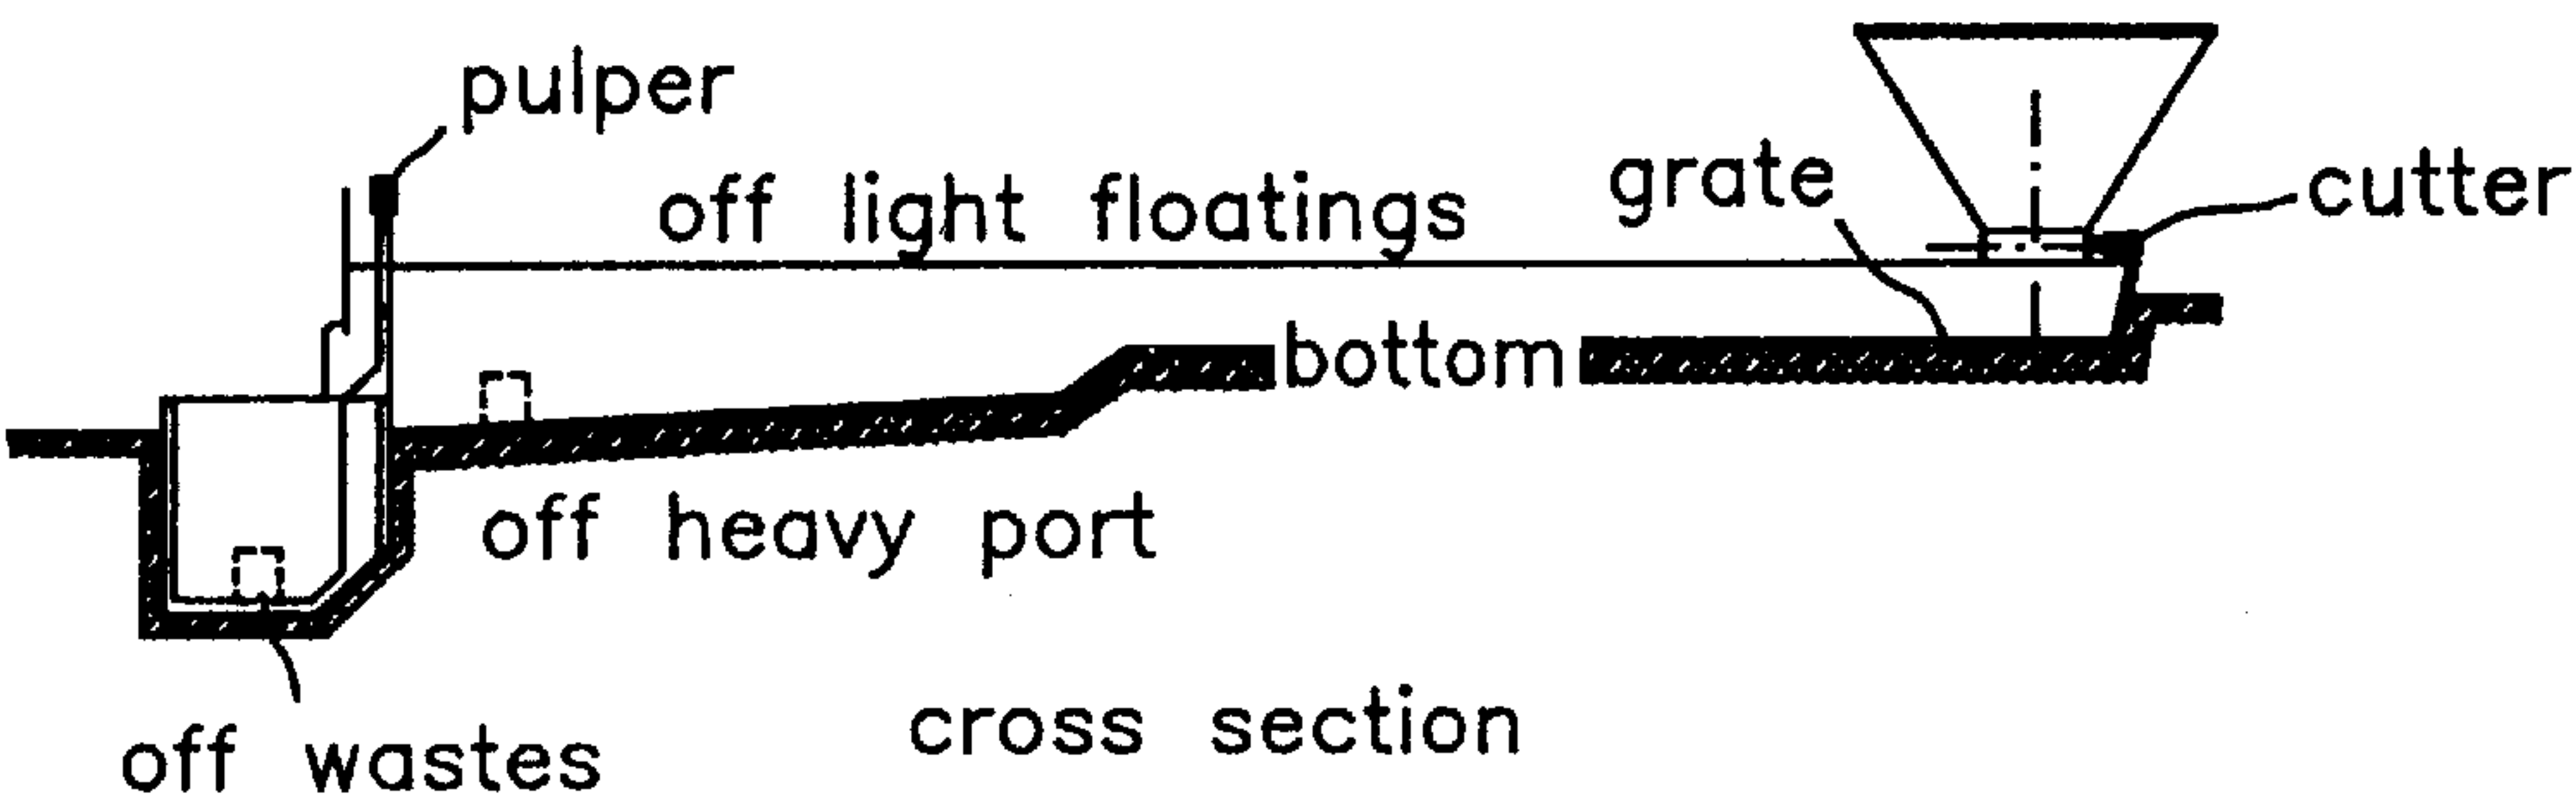 pulper
off light floatings
grate
cutter
bottom
off heavy port
off wastes
cross section